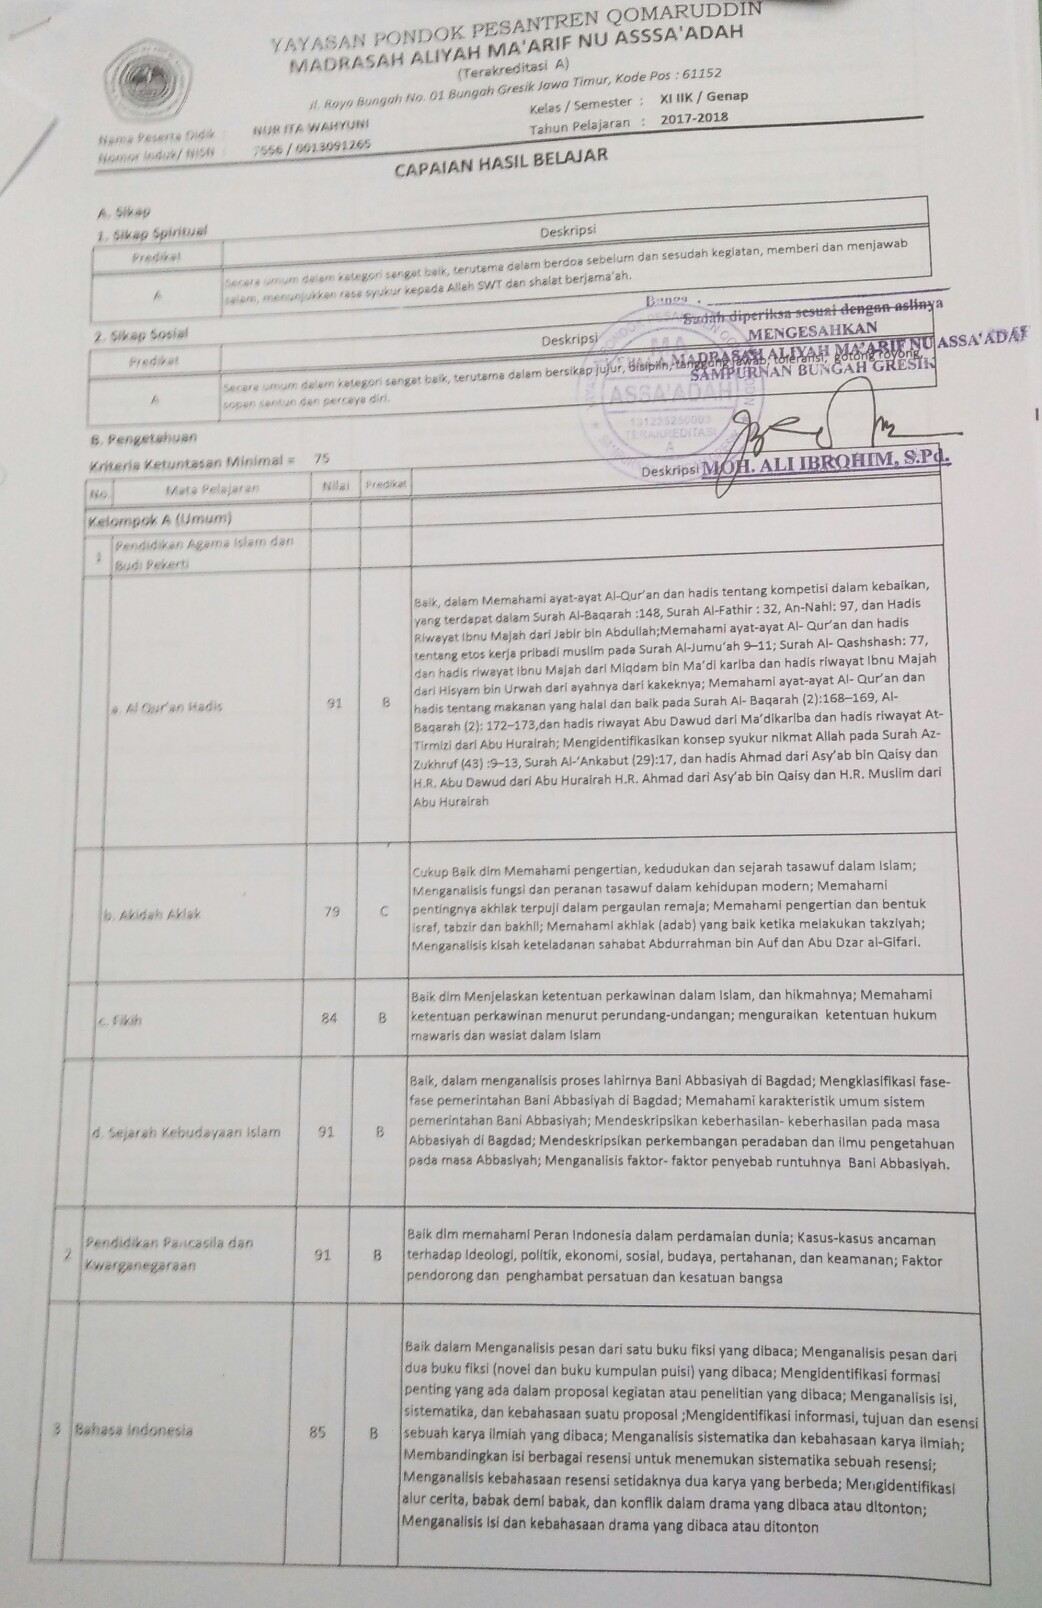 YAYASAN PONDOK PESANTREN QOMARUDDIN
MADRASAH ALIYAH MA'ARIF NU ASSSA'ADAH
(Terakreditasi A)
Jl. Raya Bungah No. 01 Bungah Gresik Jawa Timur, Kode Pos : 61152
Nama Peserta Didik : NUR ITA WAHYUNI
Kelas / Semester : XI IIK / Genap
Nomor Induk/ NISN : 7556 / 0013091265
Tahun Pelajaran : 2017-2018
CAPAIAN HASIL BELAJAR
A. Sikap
1. Sikap Spiritual
Predikat Deskripsi
A Secara umum dalam kategori sangat baik, terutama dalam berdoa sebelum dan sesudah kegiatan, memberi dan menjawab
salam, menunjukkan rasa syukur kepada Allah SWT dan shalat berjama'ah.
Sudah diperiksa sesuai dengan aslinya
MENGESAHKAN
KEPALA MADRASAH ALIYAH MA'ARIF NU ASSA'ADAH
SAMPURNAN BUNGAH GRESIK
MA
ASSA'ADAH
TERAKREDITASI
A
MOH. ALI IBROHIM, S.Pd.
2. Sikap Sosial
Predikat Deskripsi
A Secara umum dalam kategori sangat baik, terutama dalam bersikap jujur, disiplin, tanggung jawab, toleransi, gotong royong,
sopan santun dan percaya diri.
B. Pengetahuan
Kriteria Ketuntasan Minimal = 75
No. Mata Pelajaran Nilai Predikat Deskripsi
Kelompok A (Umum)
1 Pendidikan Agama Islam dan
Budi Pekerti
a. Al Qur'an Hadis 91 B
Baik, dalam Memahami ayat-ayat Al-Qur'an dan hadis tentang kompetisi dalam kebaikan,
yang terdapat dalam Surah Al-Baqarah :148, Surah Al-Fathir : 32, An-Nahl: 97, dan Hadis
Riwayat Ibnu Majah dari Jabir bin Abdullah;Memahami ayat-ayat Al- Qur'an dan hadis
tentang etos kerja pribadi muslim pada Surah Al-Jumu'ah 9–11; Surah Al- Qashshash: 77,
dan hadis riwayat Ibnu Majah dari Miqdam bin Ma'di kariba dan hadis riwayat Ibnu Majah
dari Hisyam bin Urwah dari ayahnya dari kakeknya; Memahami ayat-ayat Al- Qur'an dan
hadis tentang makanan yang halal dan baik pada Surah Al- Baqarah (2):168–169, Al-
Baqarah (2): 172–173,dan hadis riwayat Abu Dawud dari Ma'dikariba dan hadis riwayat At-
Tirmizi dari Abu Hurairah; Mengidentifikasikan konsep syukur nikmat Allah pada Surah Az-
Zukhruf (43) :9–13, Surah Al-'Ankabut (29):17, dan hadis Ahmad dari Asy'ab bin Qaisy dan
H.R. Abu Dawud dari Abu Hurairah H.R. Ahmad dari Asy'ab bin Qaisy dan H.R. Muslim dari
Abu Hurairah
b. Akidah Aklak 79 C
Cukup Baik dlm Memahami pengertian, kedudukan dan sejarah tasawuf dalam Islam;
Menganalisis fungsi dan peranan tasawuf dalam kehidupan modern; Memahami
pentingnya akhlak terpuji dalam pergaulan remaja; Memahami pengertian dan bentuk
israf, tabzir dan bakhil; Memahami akhlak (adab) yang baik ketika melakukan takziyah;
Menganalisis kisah keteladanan sahabat Abdurrahman bin Auf dan Abu Dzar al-Gifari.
c. Fikih 84 B
Baik dlm Menjelaskan ketentuan perkawinan dalam Islam, dan hikmahnya; Memahami
ketentuan perkawinan menurut perundang-undangan; menguraikan ketentuan hukum
mawaris dan wasiat dalam Islam
d. Sejarah Kebudayaan Islam 91 B
Baik, dalam menganalisis proses lahirnya Bani Abbasiyah di Bagdad; Mengklasifikasi fase-
fase pemerintahan Bani Abbasiyah di Bagdad; Memahami karakteristik umum sistem
pemerintahan Bani Abbasiyah; Mendeskripsikan keberhasilan- keberhasilan pada masa
Abbasiyah di Bagdad; Mendeskripsikan perkembangan peradaban dan ilmu pengetahuan
pada masa Abbasiyah; Menganalisis faktor- faktor penyebab runtuhnya Bani Abbasiyah.
2 Pendidikan Pancasila dan
Kwarganegaraan 91 B
Baik dlm memahami Peran Indonesia dalam perdamaian dunia; Kasus-kasus ancaman
terhadap Ideologi, politik, ekonomi, sosial, budaya, pertahanan, dan keamanan; Faktor
pendorong dan penghambat persatuan dan kesatuan bangsa
3 Bahasa Indonesia 85 B
Baik dalam Menganalisis pesan dari satu buku fiksi yang dibaca; Menganalisis pesan dari
dua buku fiksi (novel dan buku kumpulan puisi) yang dibaca; Mengidentifikasi formasi
penting yang ada dalam proposal kegiatan atau penelitian yang dibaca; Menganalisis isi,
sistematika, dan kebahasaan suatu proposal ;Mengidentifikasi informasi, tujuan dan esensi
sebuah karya ilmiah yang dibaca; Menganalisis sistematika dan kebahasaan karya ilmiah;
Membandingkan isi berbagai resensi untuk menemukan sistematika sebuah resensi;
Menganalisis kebahasaan resensi setidaknya dua karya yang berbeda; Mengidentifikasi
alur cerita, babak demi babak, dan konflik dalam drama yang dibaca atau ditonton;
Menganalisis isi dan kebahasaan drama yang dibaca atau ditonton